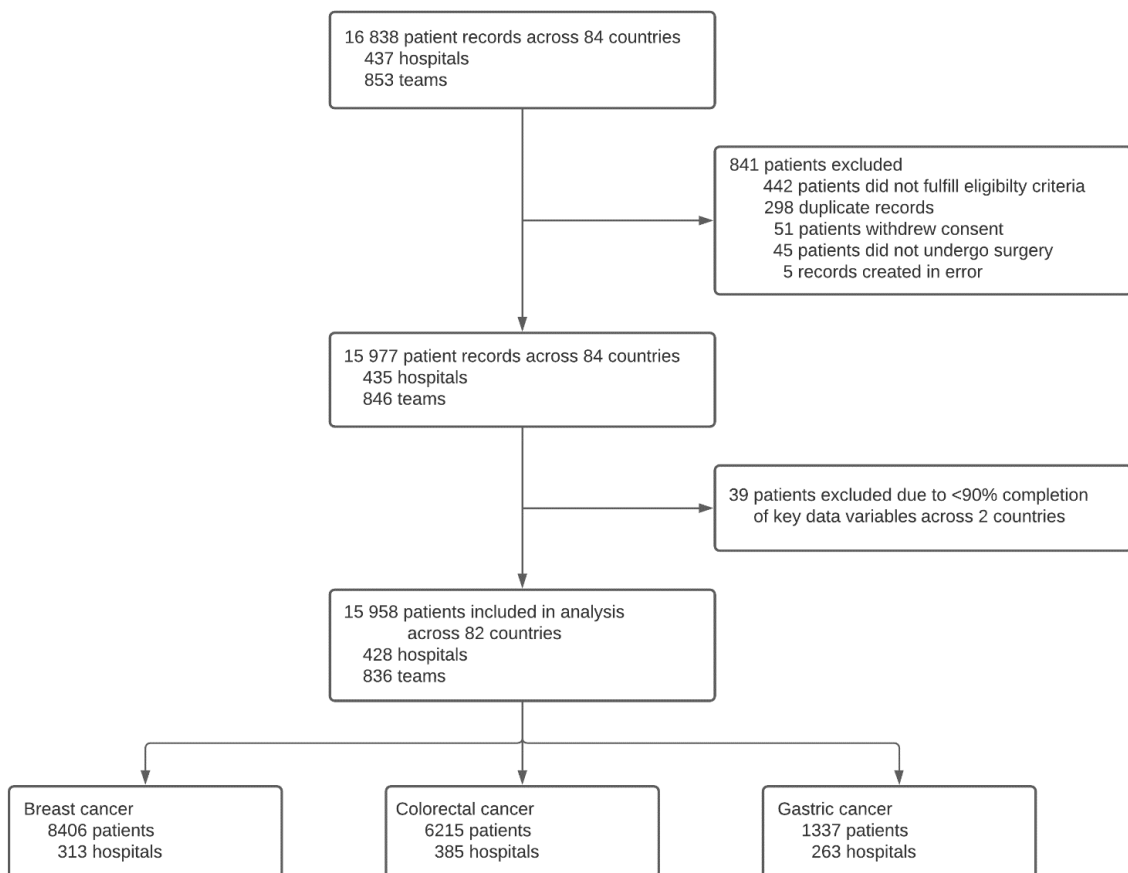 16 838 patient records across 84 countries
437 hospitals
853 teams
841 patients excluded
442 patients did not fulfill eligibilty criteria
298 duplicate records
51 patients withdrew consent
45 patients did not undergo surgery
5 records created in error
15 977 patient records across 84 countries
435 hospitals
846 teams
39 patients excluded due to <90% completion
of key data variables across 2 countries
15 958 patients included in analysis
across 82 countries
428 hospitals
836 teams
Breast cancer
8406 patients
313 hospitals
Colorectal cancer
6215 patients
385 hospitals
Gastric cancer
1337 patients
263 hospitals